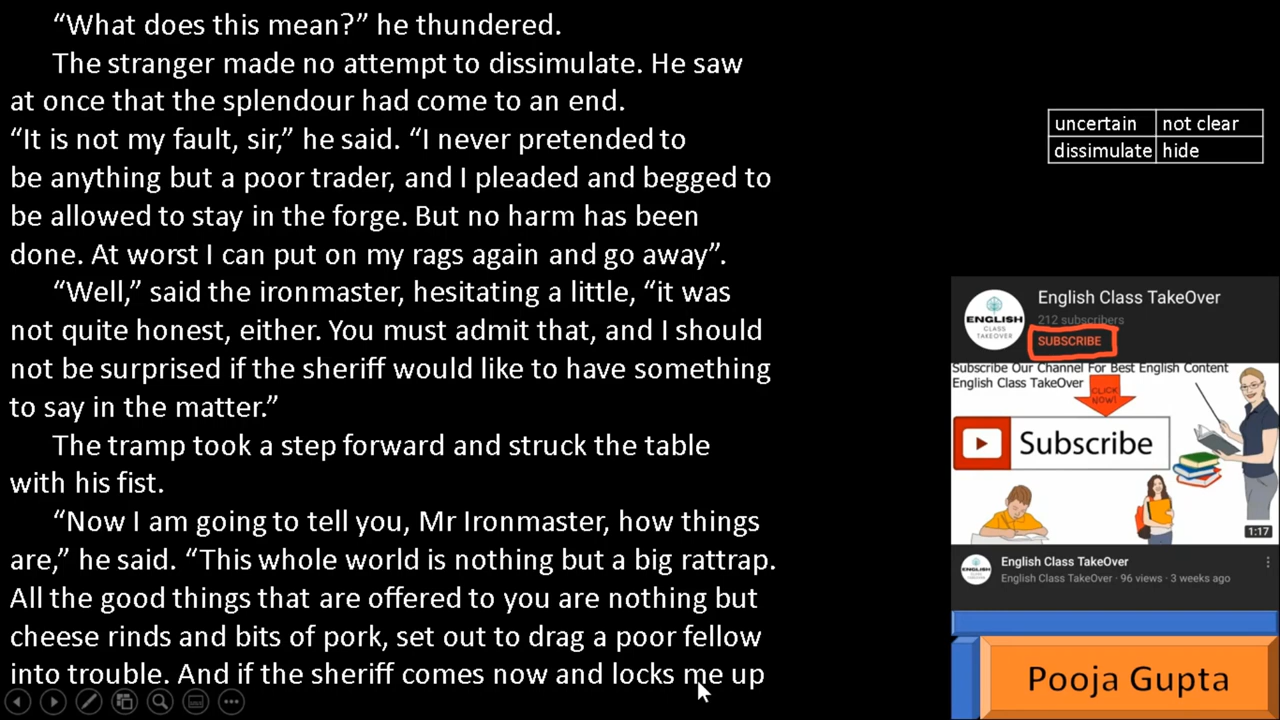 “What does this mean?” he thundered.
The stranger made no attempt to dissimulate. He saw
at once that the splendour had come to an end.
“It is not my fault, sir,” he said. “I never pretended to
be anything but a poor trader, and I pleaded and begged to
be allowed to stay in the forge. But no harm has been
done. At worst I can put on my rags again and go away”.
“Well,” said the ironmaster, hesitating a little, “it was
not quite honest, either. You must admit that, and I should
not be surprised if the sheriff would like to have something
to say in the matter.”
The tramp took a step forward and struck the table
with his fist.
“Now I am going to tell you, Mr Ironmaster, how things
are,” he said. “This whole world is nothing but a big rattrap.
All the good things that are offered to you are nothing but
cheese rinds and bits of pork, set out to drag a poor fellow
into trouble. And if the sheriff comes now and locks me up
uncertain not clear
dissimulate hide
English Class TakeOver
212 subscribers
SUBSCRIBE
ENGLISH
CLASS
TAKEOVER
Subscribe Our Channel For Best English Content
English Class TakeOver
CLICK
NOW!
Subscribe
1:17
English Class TakeOver
English Class TakeOver · 96 views · 3 weeks ago
ENGLISH
Pooja Gupta